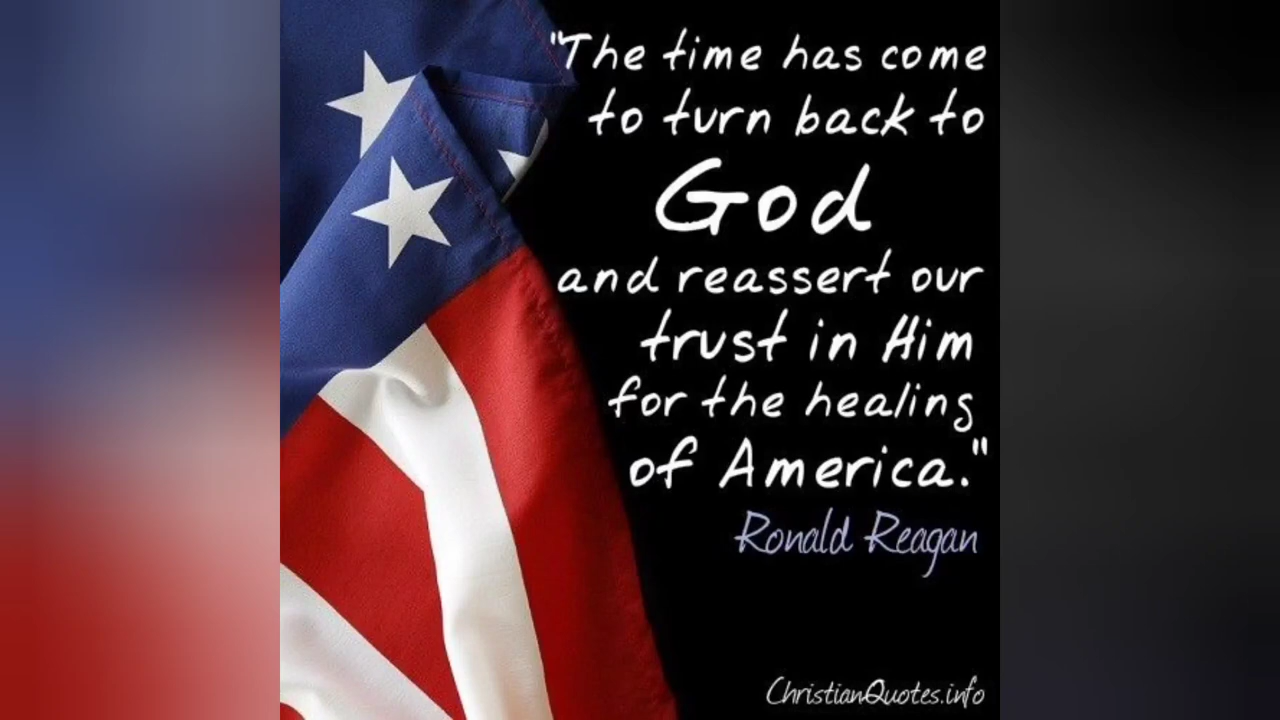 "The time has come
to turn back to
God
and reassert our
trust in Him
for the healing
of America."
Ronald Reagan
ChristianQuotes.info